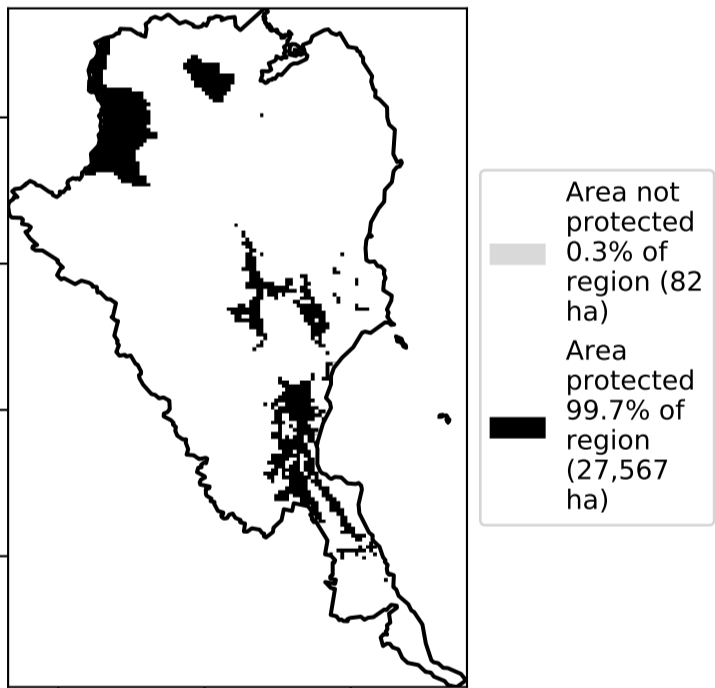 Area not
protected
0.3% of
region (82
ha)
Area
protected
99.7% of
region
(27,567
ha)